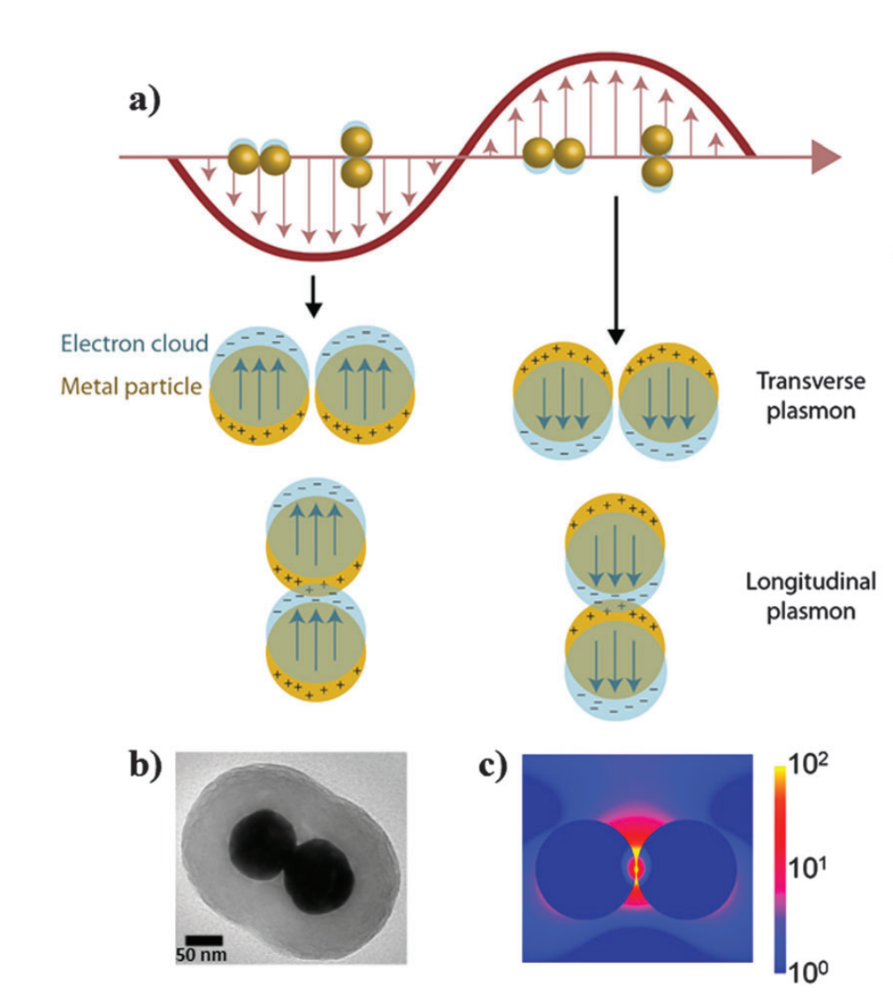 a)
Electron cloud
Metal particle
Transverse
plasmon
Longitudinal
plasmon
b)
50 nm
c)
10²
10¹
10⁰